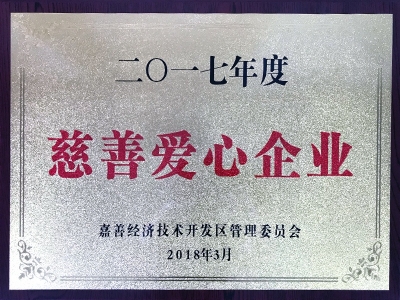 二〇一七年度
慈善爱心企业
嘉善经济技术开发区管理委员会
2018年3月